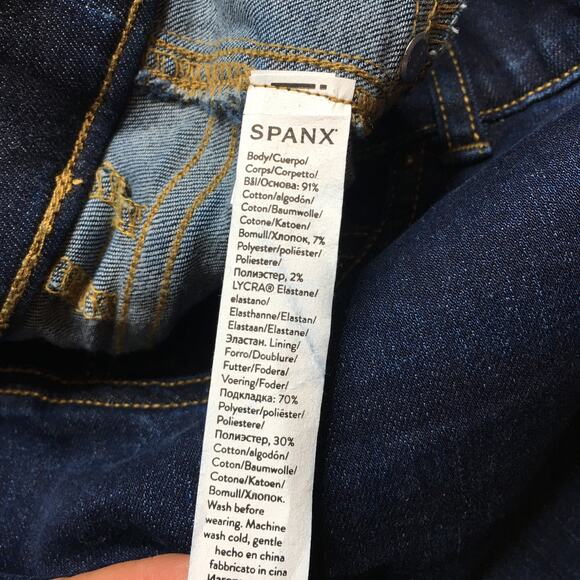 SPANX®
Body/Cuerpo/
Corps/Corpetto/
Bål/Основа: 91%
Cotton/algodón/
Coton/Baumwolle/
Cotone/Katoen/
Bomull/Хлопок, 7%
Polyester/poliéster/
Poliestere/
Полиэстер, 2%
LYCRA® Elastane/
elastano/
Elasthanne/Elastan/
Elastaan/Elastane/
Эластан. Lining/
Forro/Doublure/
Futter/Fodera/
Voering/Foder/
Подкладка: 70%
Polyester/poliéster/
Poliestere/
Полиэстер, 30%
Cotton/algodón/
Coton/Baumwolle/
Cotone/Katoen/
Bomull/Хлопок.
Wash before
wearing. Machine
wash cold, gentle
hecho en china
fabbricato in cina